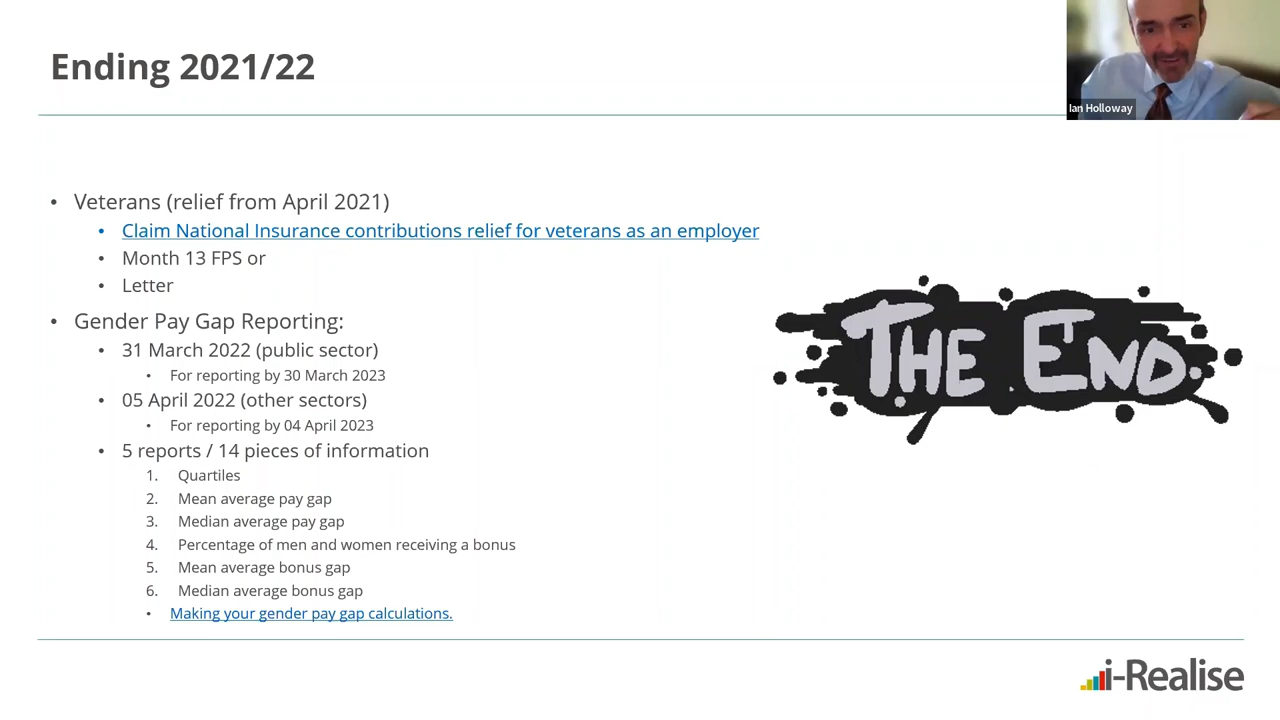 Ending 2021/22
Ian Holloway
• Veterans (relief from April 2021)
• Claim National Insurance contributions relief for veterans as an employer
• Month 13 FPS or
• Letter
• Gender Pay Gap Reporting:
• 31 March 2022 (public sector)
• For reporting by 30 March 2023
• 05 April 2022 (other sectors)
• For reporting by 04 April 2023
• 5 reports / 14 pieces of information
1. Quartiles
2. Mean average pay gap
3. Median average pay gap
4. Percentage of men and women receiving a bonus
5. Mean average bonus gap
6. Median average bonus gap
• Making your gender pay gap calculations.
THE END
i-Realise